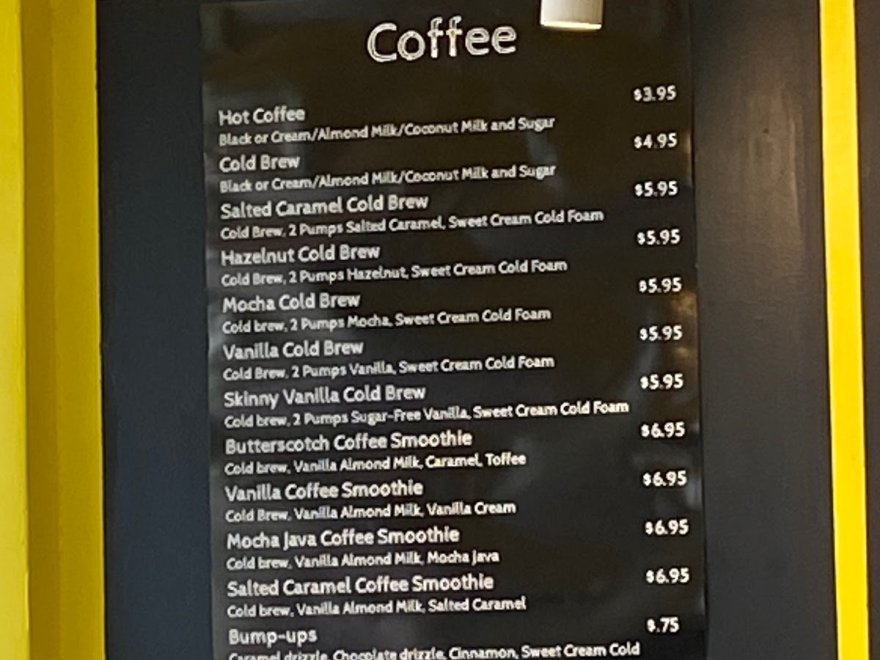 Coffee
Hot Coffee $3.95
Black or Cream/Almond Milk/Coconut Milk and Sugar
Cold Brew $4.95
Black or Cream/Almond Milk/Coconut Milk and Sugar
Salted Caramel Cold Brew $5.95
Cold Brew, 2 Pumps Salted Caramel, Sweet Cream Cold Foam
Hazelnut Cold Brew $5.95
Cold Brew, 2 Pumps Hazelnut, Sweet Cream Cold Foam
Mocha Cold Brew $5.95
Cold brew, 2 Pumps Mocha, Sweet Cream Cold Foam
Vanilla Cold Brew $5.95
Cold Brew, 2 Pumps Vanilla, Sweet Cream Cold Foam
Skinny Vanilla Cold Brew $5.95
Cold brew, 2 Pumps Sugar-Free Vanilla, Sweet Cream Cold Foam
Butterscotch Coffee Smoothie $6.95
Cold brew, Vanilla Almond Milk, Caramel, Toffee
Vanilla Coffee Smoothie $6.95
Cold Brew, Vanilla Almond Milk, Vanilla Cream
Mocha Java Coffee Smoothie $6.95
Cold brew, Vanilla Almond Milk, Mocha Java
Salted Caramel Coffee Smoothie $6.95
Cold brew, Vanilla Almond Milk, Salted Caramel
Bump-ups $.75
Caramel drizzle, Chocolate drizzle, Cinnamon, Sweet Cream Cold